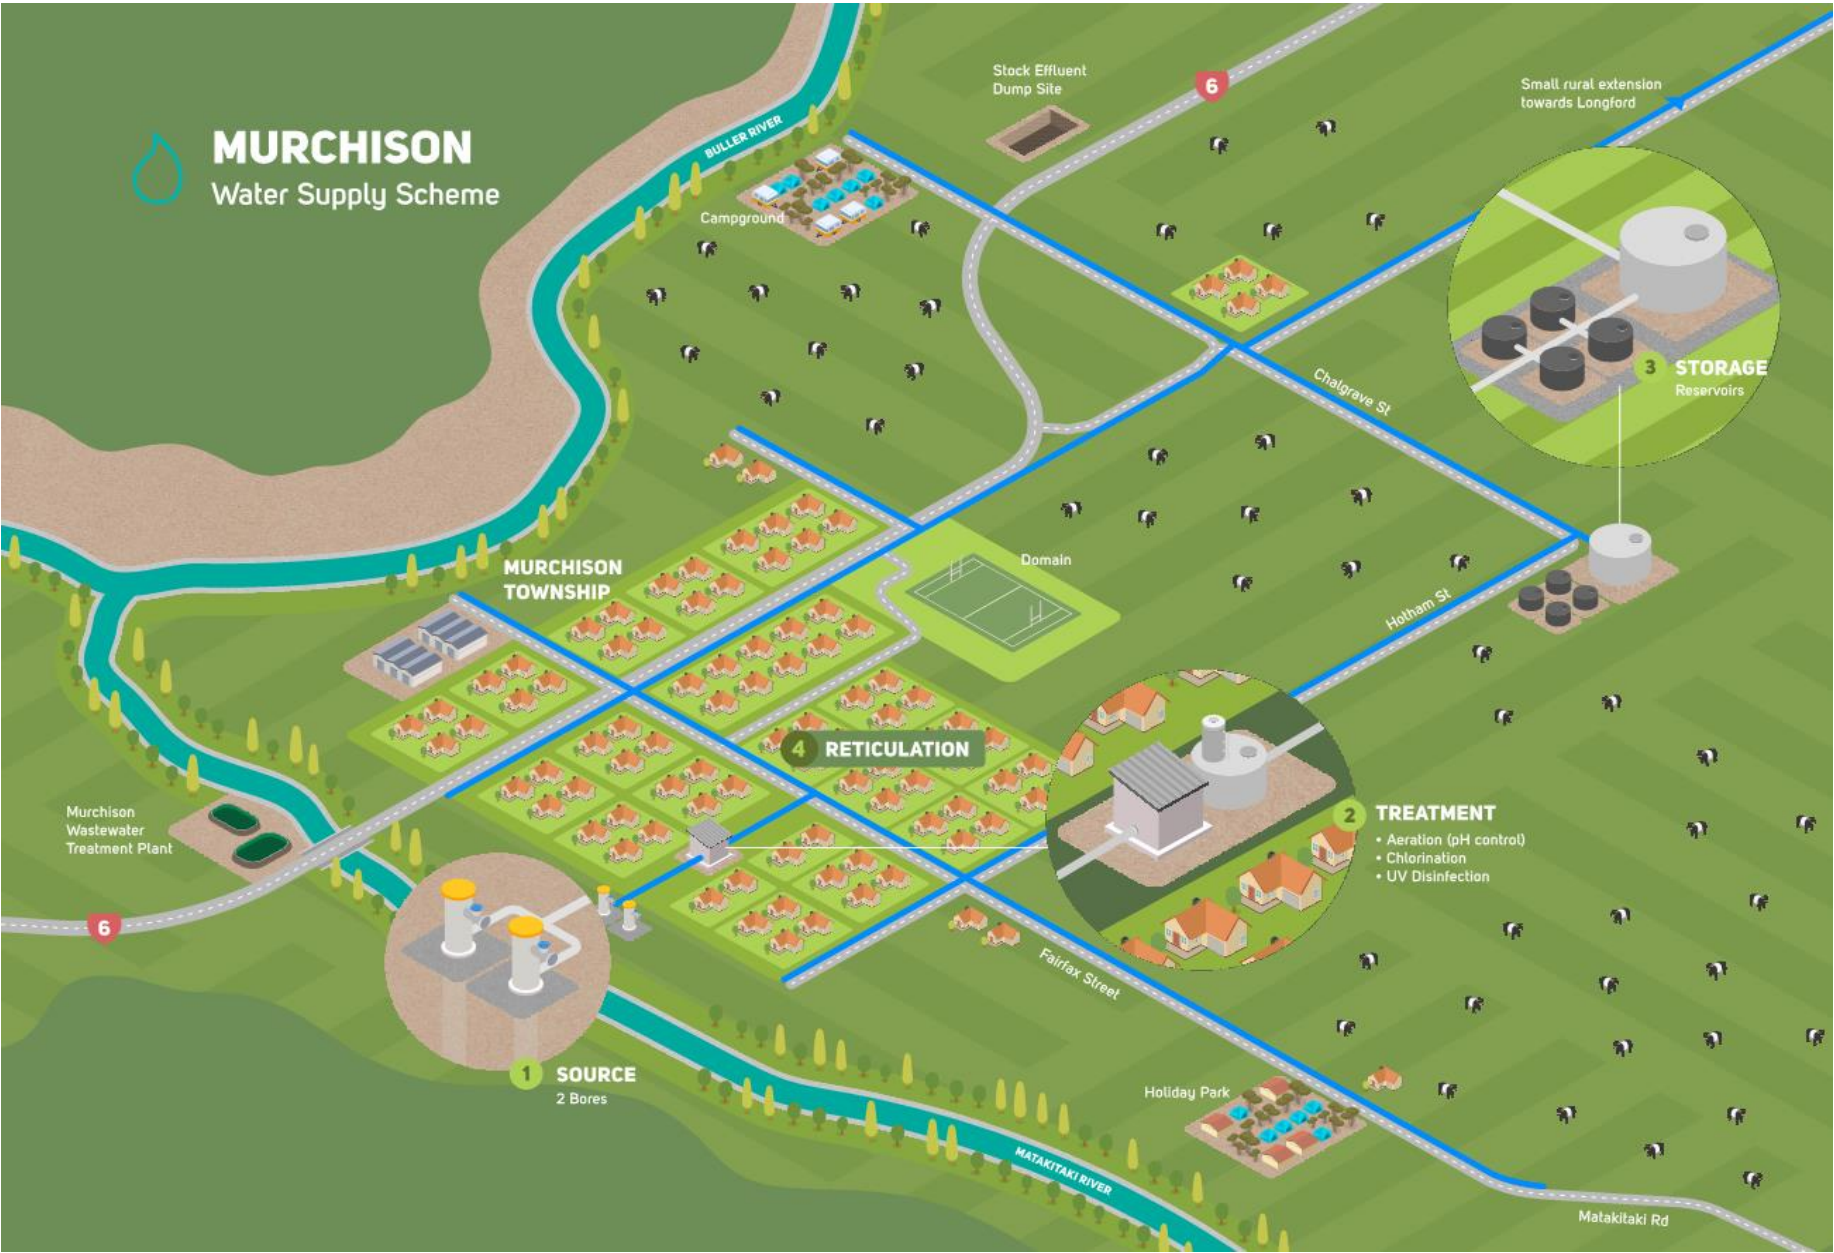 MURCHISON
Water Supply Scheme
BULLER RIVER
Stock Effluent
Dump Site
6
Small rural extension
towards Longford
Campground
3 STORAGE
Reservoirs
Chalgrave St
MURCHISON
TOWNSHIP
Domain
Hotham St
4 RETICULATION
2 TREATMENT
• Aeration (pH control)
• Chlorination
• UV Disinfection
Murchison
Wastewater
Treatment Plant
6
Fairfax Street
1 SOURCE
2 Bores
Holiday Park
MATAKITAKI RIVER
Matakitaki Rd